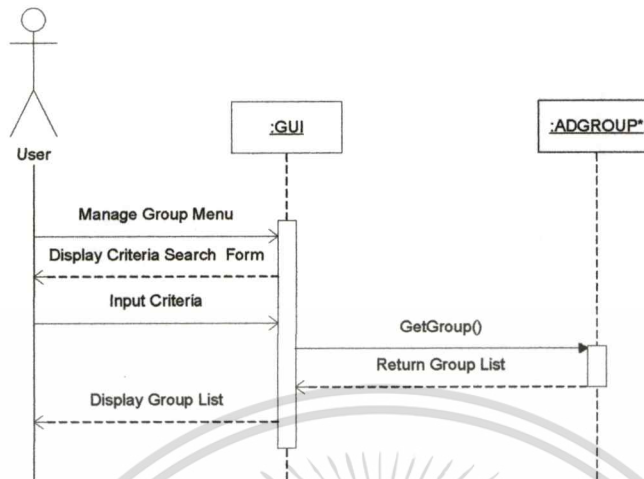 User
:GUI
:ADGROUP*
Manage Group Menu
Display Criteria Search Form
Input Criteria
GetGroup()
Return Group List
Display Group List